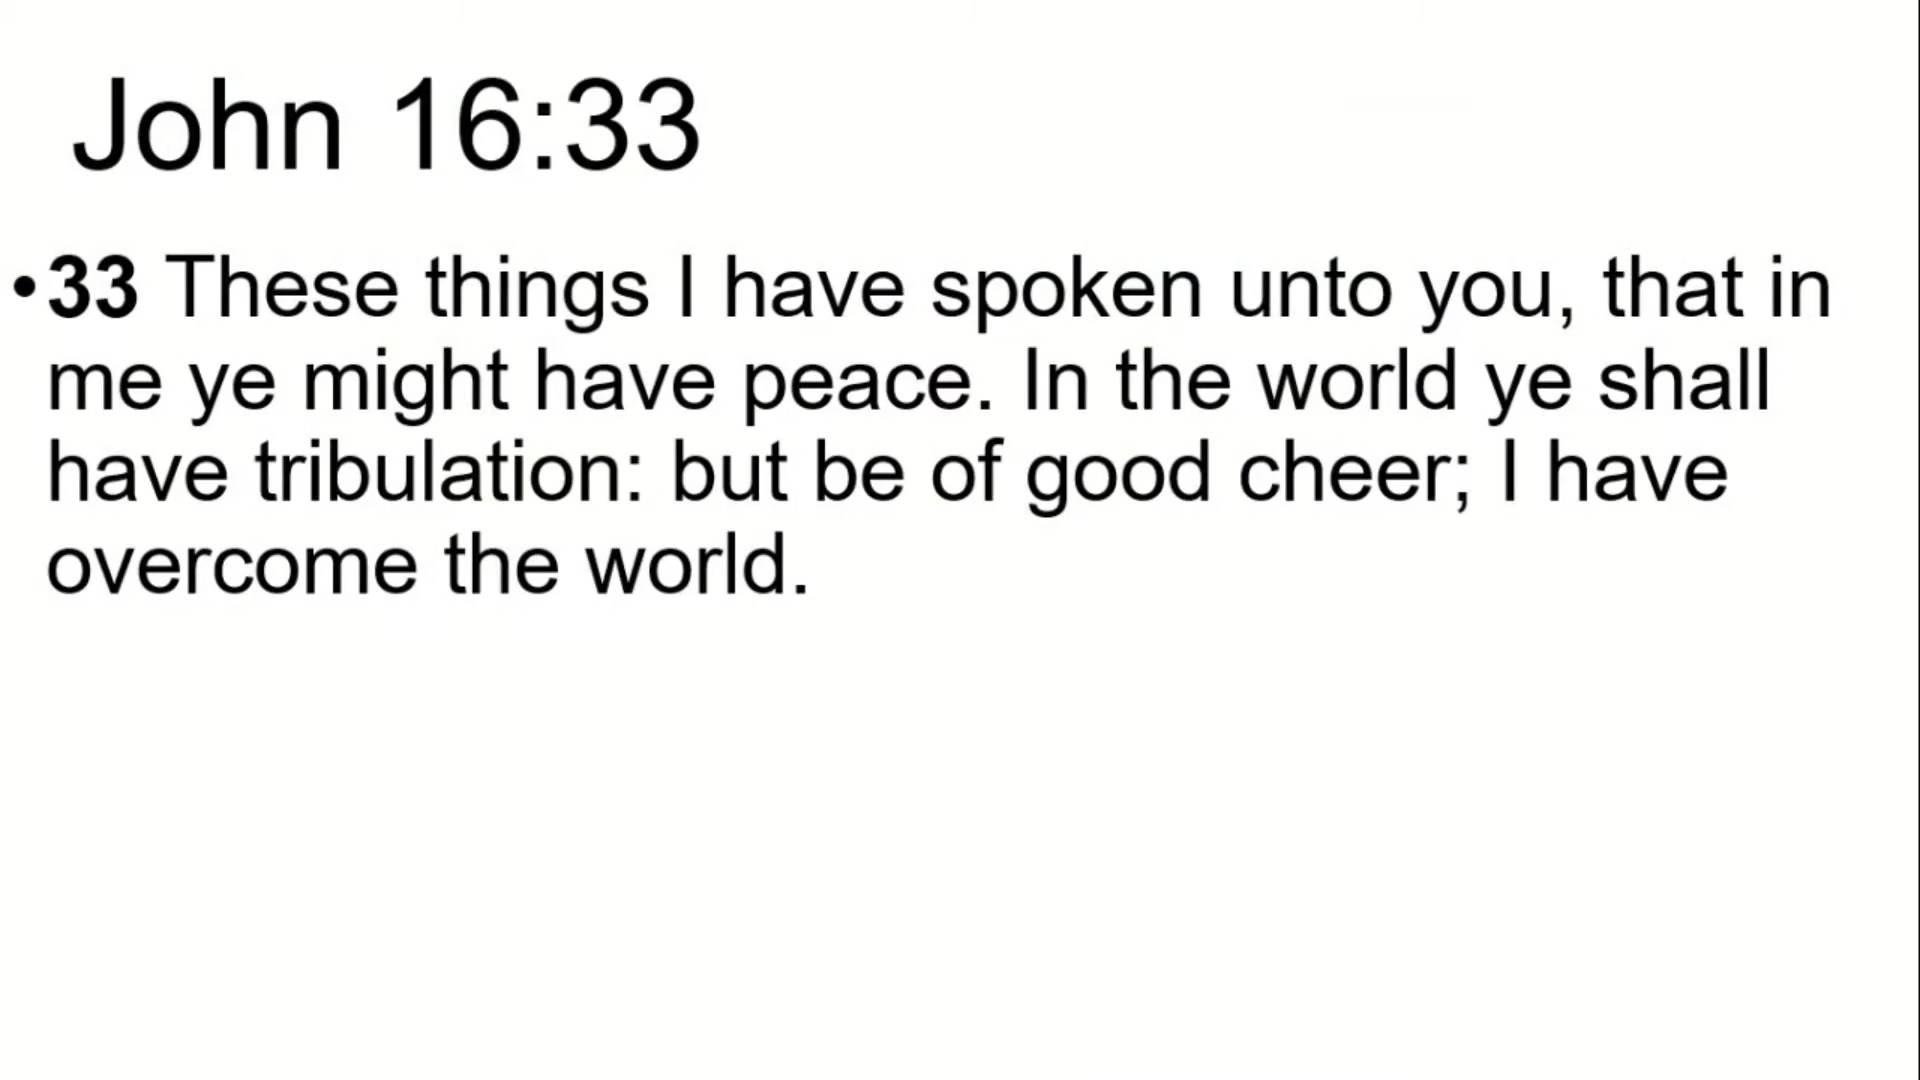 John 16:33
•33 These things I have spoken unto you, that in
me ye might have peace. In the world ye shall
have tribulation: but be of good cheer; I have
overcome the world.